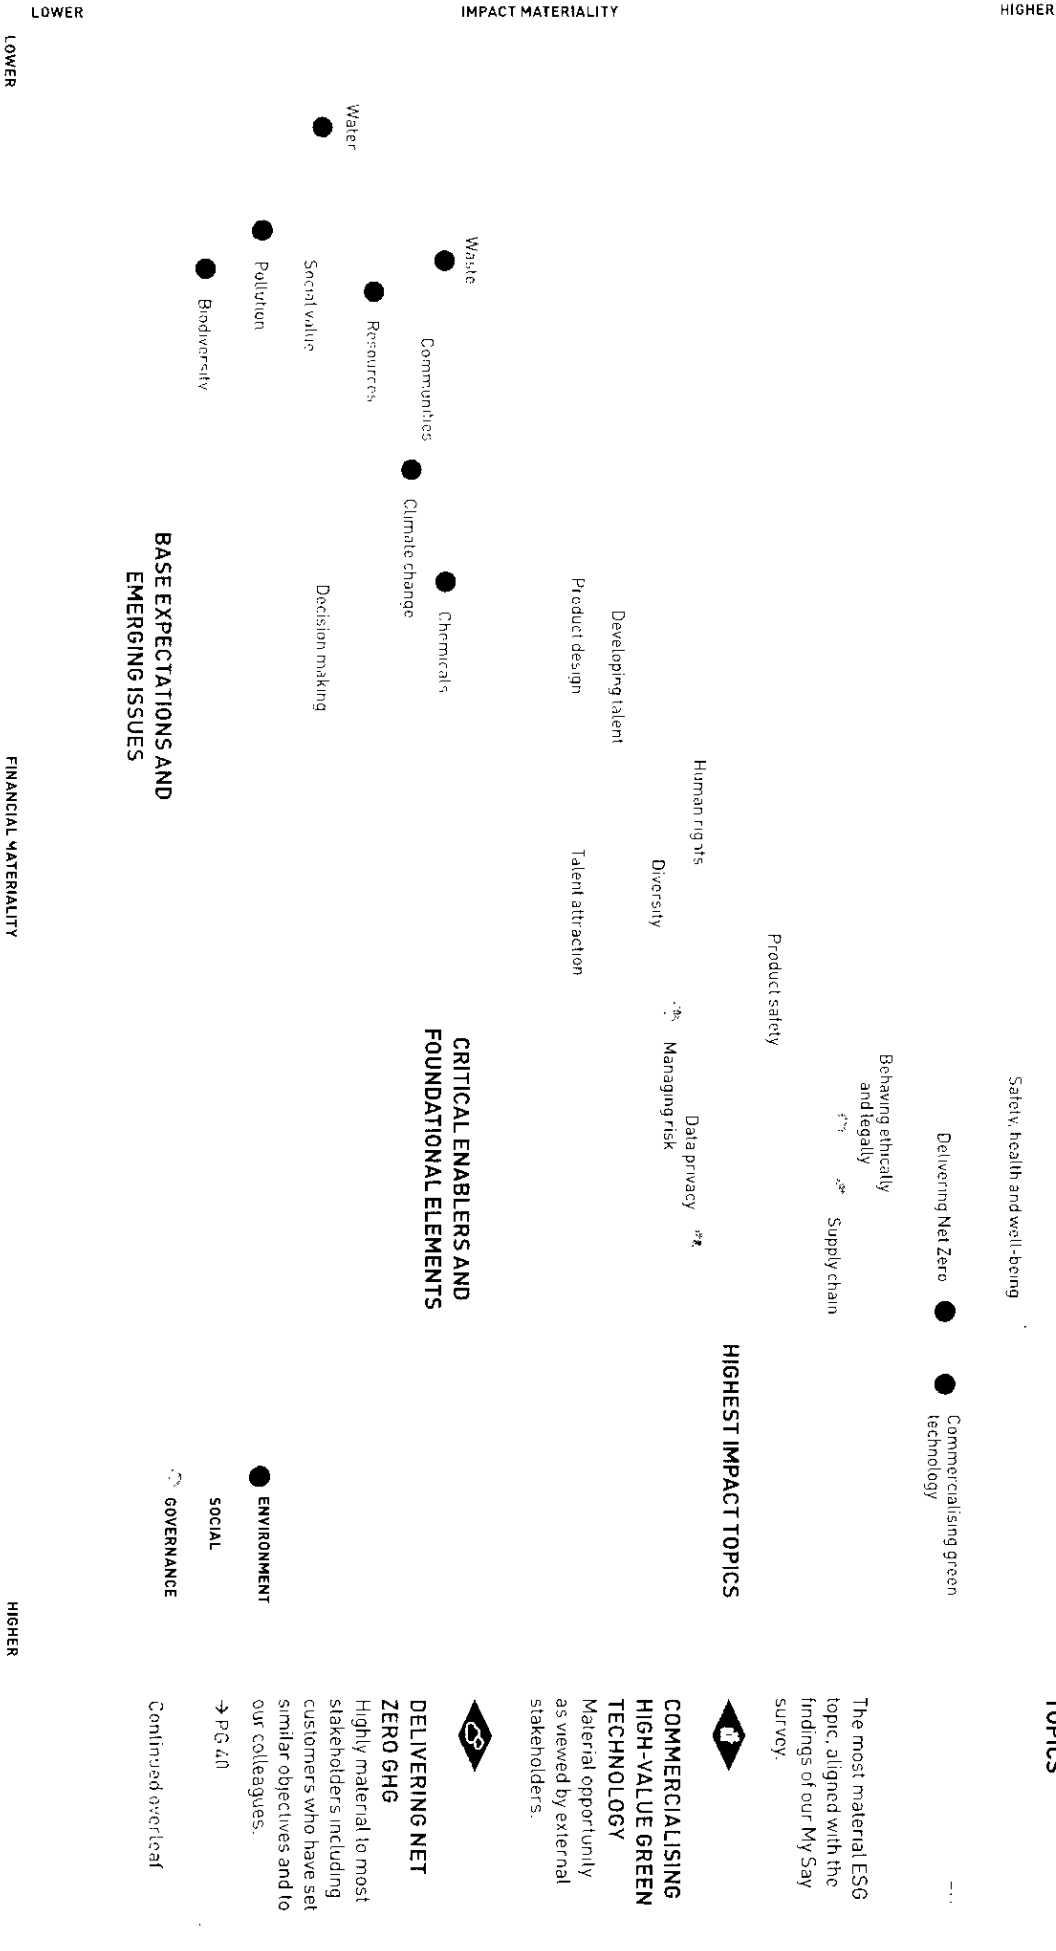 HIGHER
IMPACT MATERIALITY
LOWER
LOWER
FINANCIAL MATERIALITY
HIGHER
Safety, health and well-being
Delivering Net Zero
Commercialising green
technology
Behaving ethically
and legally
Supply chain
Product safety
HIGHEST IMPACT TOPICS
Human rights
Data privacy
Managing risk
Diversity
Developing talent
Product design
Talent attraction
Waste
CRITICAL ENABLERS AND
FOUNDATIONAL ELEMENTS
Chemicals
Communities
Climate change
Resources
Water
Social value
Decision making
Pollution
Biodiversity
BASE EXPECTATIONS AND
EMERGING ISSUES
ENVIRONMENT
SOCIAL
GOVERNANCE
TOPICS
The most material ESG
topic, aligned with the
findings of our My Say
survey.
COMMERCIALISING
HIGH-VALUE GREEN
TECHNOLOGY
Material opportunity
as viewed by external
stakeholders.
DELIVERING NET
ZERO GHG
Highly material to most
stakeholders including
customers who have set
similar objectives and to
our colleagues.
→ PG 40
Continued overleaf